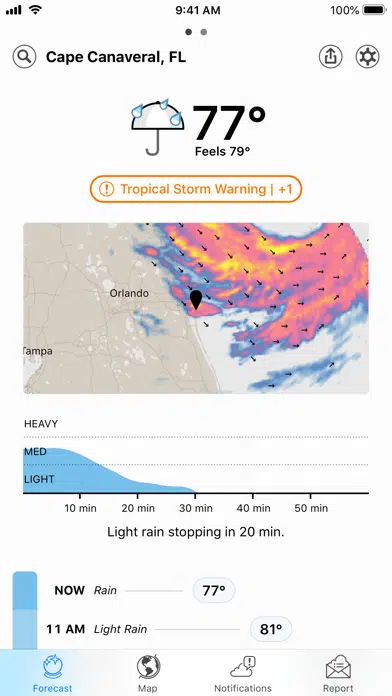 9:41 AM
100%
Cape Canaveral, FL
77°
Feels 79°
Tropical Storm Warning | +1
Orlando
Tampa
HEAVY
MED
LIGHT
10 min 20 min 30 min 40 min 50 min
Light rain stopping in 20 min.
NOW Rain 77°
11 AM Light Rain 81°
Forecast Map Notifications Report